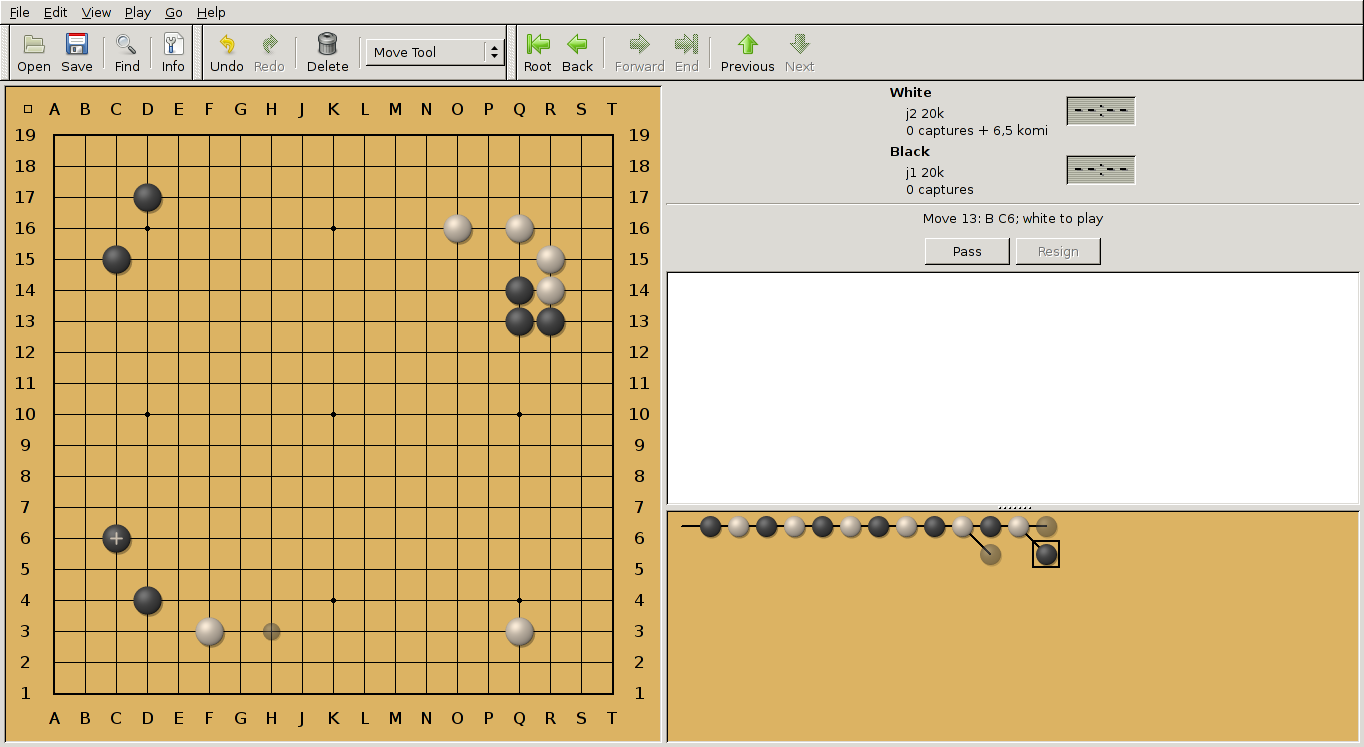 File Edit View Play Go Help
Open Save Find Info Undo Redo Delete Move Tool Root Back Forward End Previous Next
A B C D E F G H J K L M N O P Q R S T
19 19
18 18
17 17
16 16
15 15
14 14
13 13
12 12
11 11
10 10
9 9
8 8
7 7
6 6
5 5
4 4
3 3
2 2
1 1
A B C D E F G H J K L M N O P Q R S T
White
j2 20k
0 captures + 6,5 komi
--:--
Black
j1 20k
0 captures
--:--
Move 13: B C6; white to play
Pass Resign